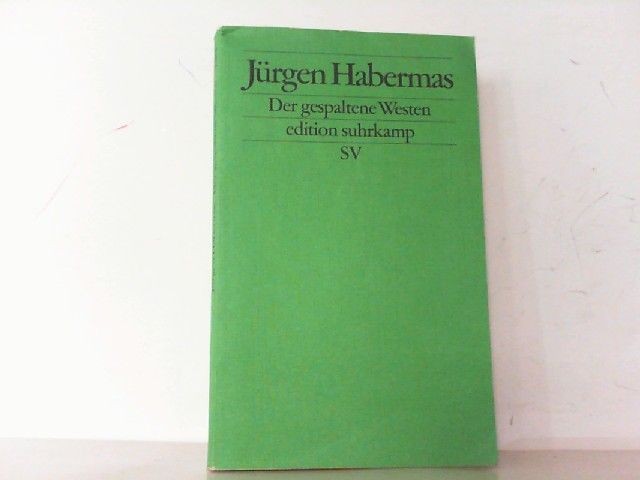 Jürgen Habermas
Der gespaltene Westen
edition suhrkamp
SV